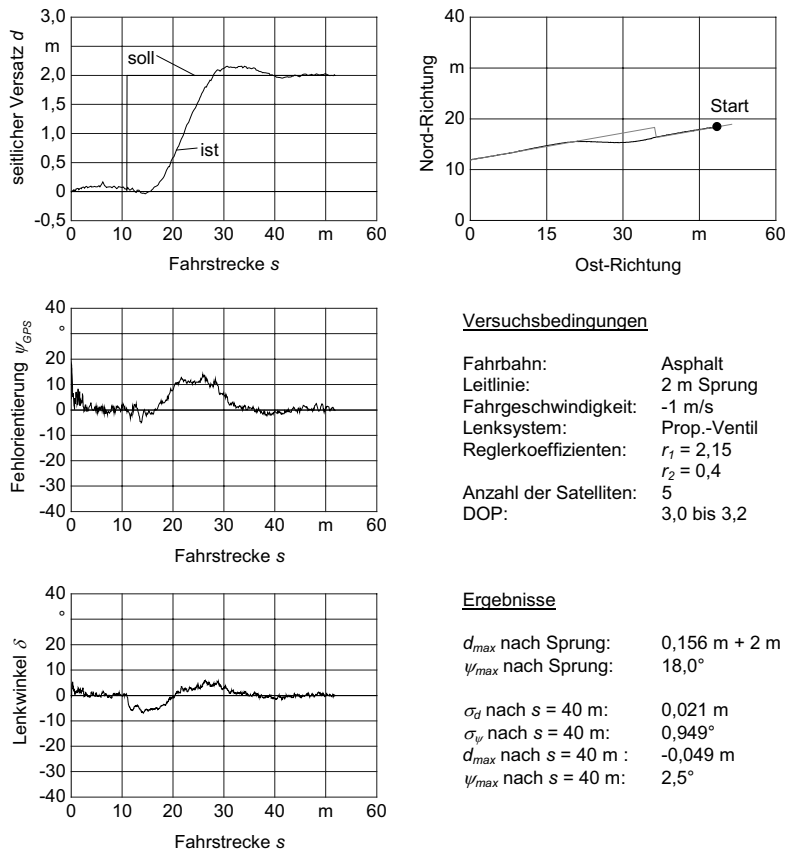 3,0
m
2,0
1,5
1,0
0,5
0
-0,5
seitlicher Versatz d
soll
ist
0 10 20 30 40 m 60
Fahrstrecke s
40
m
20
10
0
Nord-Richtung
Start
0 15 30 m 60
Ost-Richtung
40
°
20
10
0
-10
-20
-30
-40
Fehlorientierung ψGPS
0 10 20 30 40 m 60
Fahrstrecke s
Versuchsbedingungen
Fahrbahn: Asphalt
Leitlinie: 2 m Sprung
Fahrgeschwindigkeit: -1 m/s
Lenksystem: Prop.-Ventil
Reglerkoeffizienten: r1 = 2,15
r2 = 0,4
Anzahl der Satelliten: 5
DOP: 3,0 bis 3,2
40
°
20
10
0
-10
-20
-30
-40
Lenkwinkel δ
0 10 20 30 40 m 60
Fahrstrecke s
Ergebnisse
dmax nach Sprung: 0,156 m + 2 m
ψmax nach Sprung: 18,0°
σd nach s = 40 m: 0,021 m
σψ nach s = 40 m: 0,949°
dmax nach s = 40 m : -0,049 m
ψmax nach s = 40 m: 2,5°